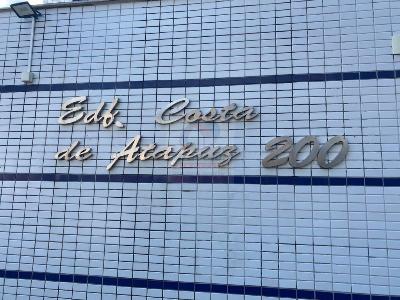 Edf. Costa
de Atapuz 200